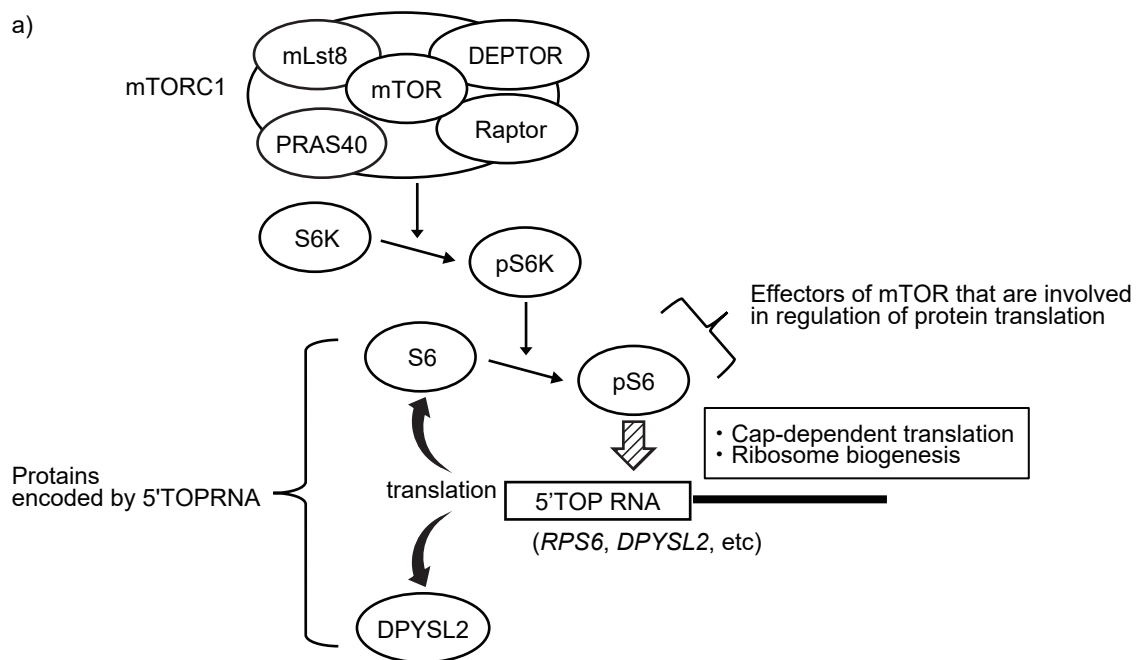 a)
mLst8
DEPTOR
mTORC1
mTOR
PRAS40
Raptor
S6K
pS6K
Effectors of mTOR that are involved
in regulation of protein translation
S6
pS6
・Cap-dependent translation
・Ribosome biogenesis
Proteins
encoded by 5'TOPRNA
translation
5’TOP RNA
(RPS6, DPYSL2, etc)
DPYSL2